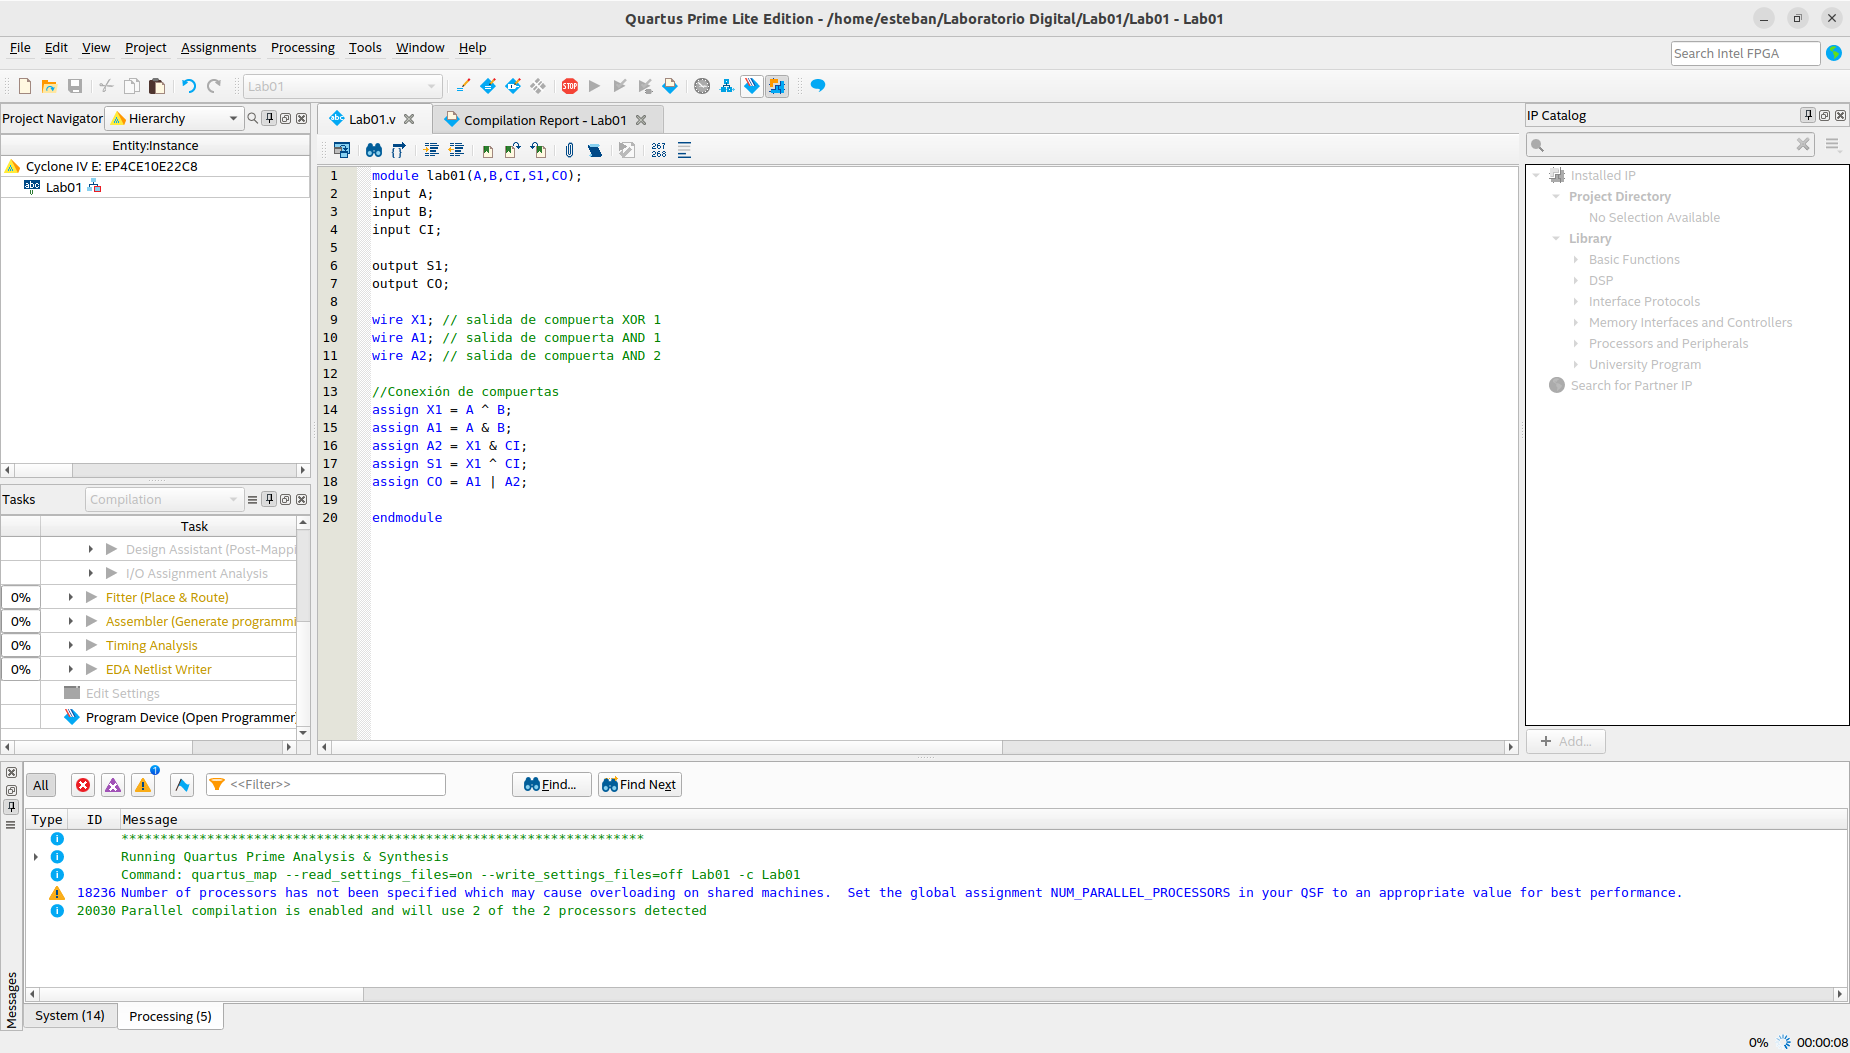 Quartus Prime Lite Edition - /home/esteban/Laboratorio Digital/Lab01/Lab01 - Lab01
File Edit View Project Assignments Processing Tools Window Help
Search Intel FPGA
Lab01
Project Navigator Hierarchy
Entity:Instance
Cyclone IV E: EP4CE10E22C8
Lab01
Tasks Compilation
Task
Design Assistant (Post-Mappi
I/O Assignment Analysis
0% Fitter (Place & Route)
0% Assembler (Generate programmi
0% Timing Analysis
0% EDA Netlist Writer
Edit Settings
Program Device (Open Programmer)
Lab01.v Compilation Report - Lab01
267
268
1 module lab01(A,B,CI,S1,CO);
2 input A;
3 input B;
4 input CI;
5
6 output S1;
7 output CO;
8
9 wire X1; // salida de compuerta XOR 1
10 wire A1; // salida de compuerta AND 1
11 wire A2; // salida de compuerta AND 2
12
13 //Conexión de compuertas
14 assign X1 = A ^ B;
15 assign A1 = A & B;
16 assign A2 = X1 & CI;
17 assign S1 = X1 ^ CI;
18 assign CO = A1 | A2;
19
20 endmodule
IP Catalog
Installed IP
Project Directory
No Selection Available
Library
Basic Functions
DSP
Interface Protocols
Memory Interfaces and Controllers
Processors and Peripherals
University Program
Search for Partner IP
+ Add...
All 1 <<Filter>> Find... Find Next
Type ID Message
*******************************************************************
Running Quartus Prime Analysis & Synthesis
Command: quartus_map --read_settings_files=on --write_settings_files=off Lab01 -c Lab01
18236 Number of processors has not been specified which may cause overloading on shared machines.  Set the global assignment NUM_PARALLEL_PROCESSORS in your QSF to an appropriate value for best performance.
20030 Parallel compilation is enabled and will use 2 of the 2 processors detected
Messages
System (14) Processing (5)
0% 00:00:08